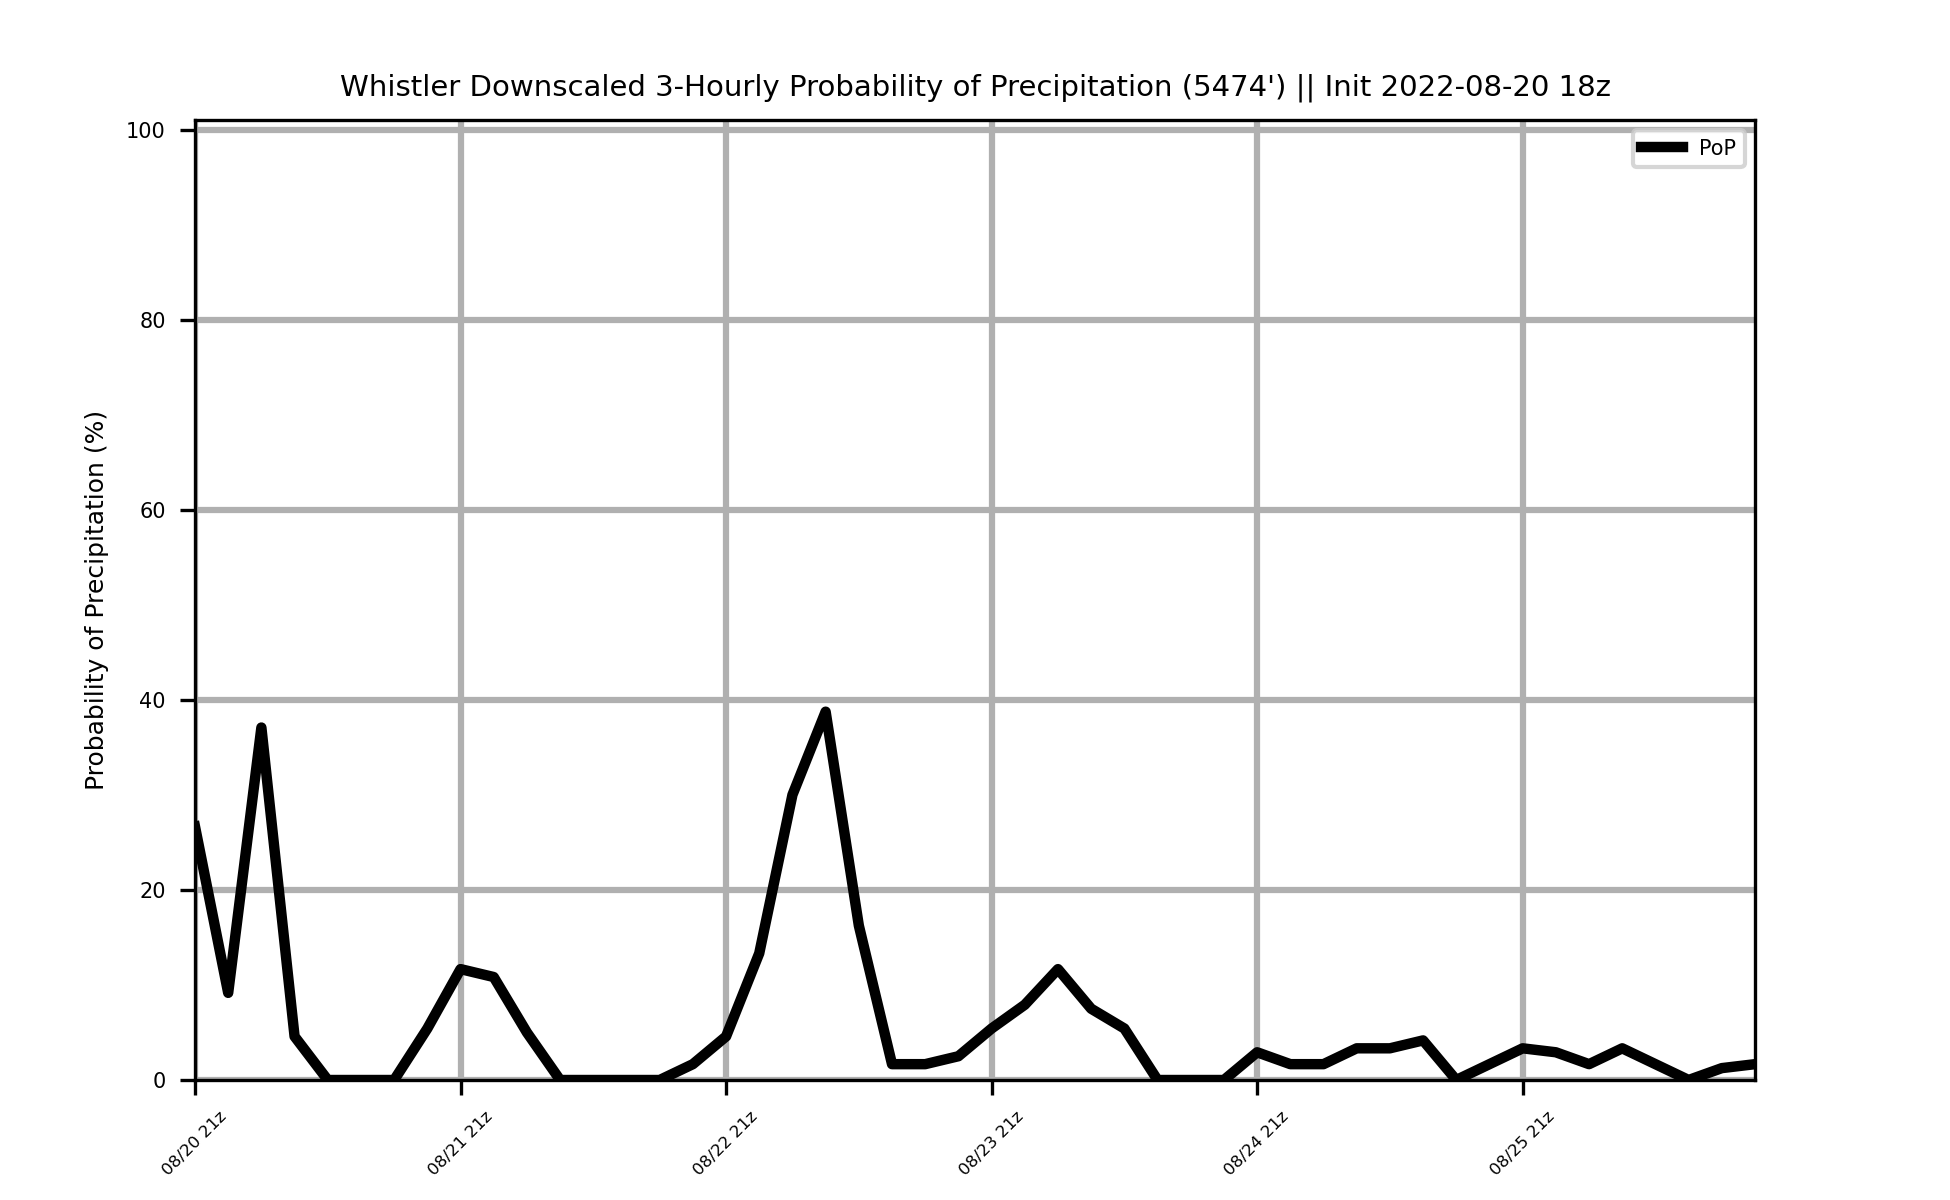 Whistler Downscaled 3-Hourly Probability of Precipitation (5474') || Init 2022-08-20 18z
PoP
Probability of Precipitation (%)
100
80
60
40
20
0
08/20 21z
08/21 21z
08/22 21z
08/23 21z
08/24 21z
08/25 21z